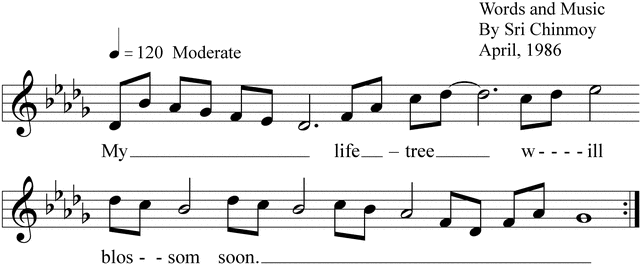 Words and Music
By Sri Chinmoy
= 120 Moderate
April, 1986
My life – tree w - - - - ill
blos - - som soon.